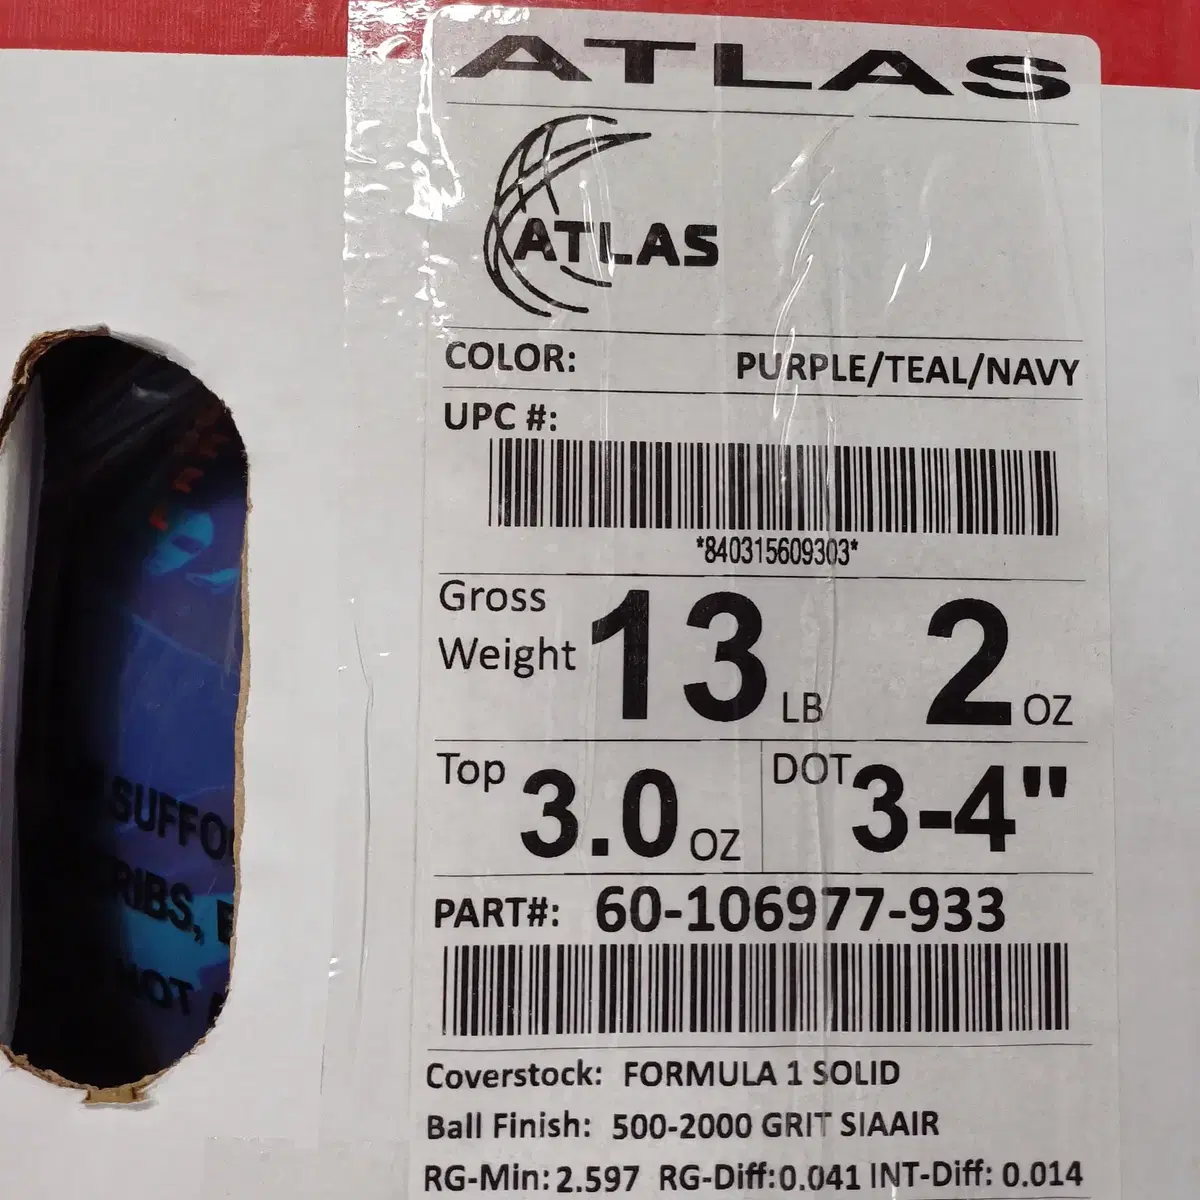 ATLAS
ATLAS
COLOR: PURPLE/TEAL/NAVY
UPC #:
*840315609303*
Gross Weight 13 LB 2 OZ
Top 3.0 OZ DOT 3-4"
PART#: 60-106977-933
Coverstock: FORMULA 1 SOLID
Ball Finish: 500-2000 GRIT SIAAIR
RG-Min: 2.597 RG-Diff:0.041 INT-Diff: 0.014
NOT